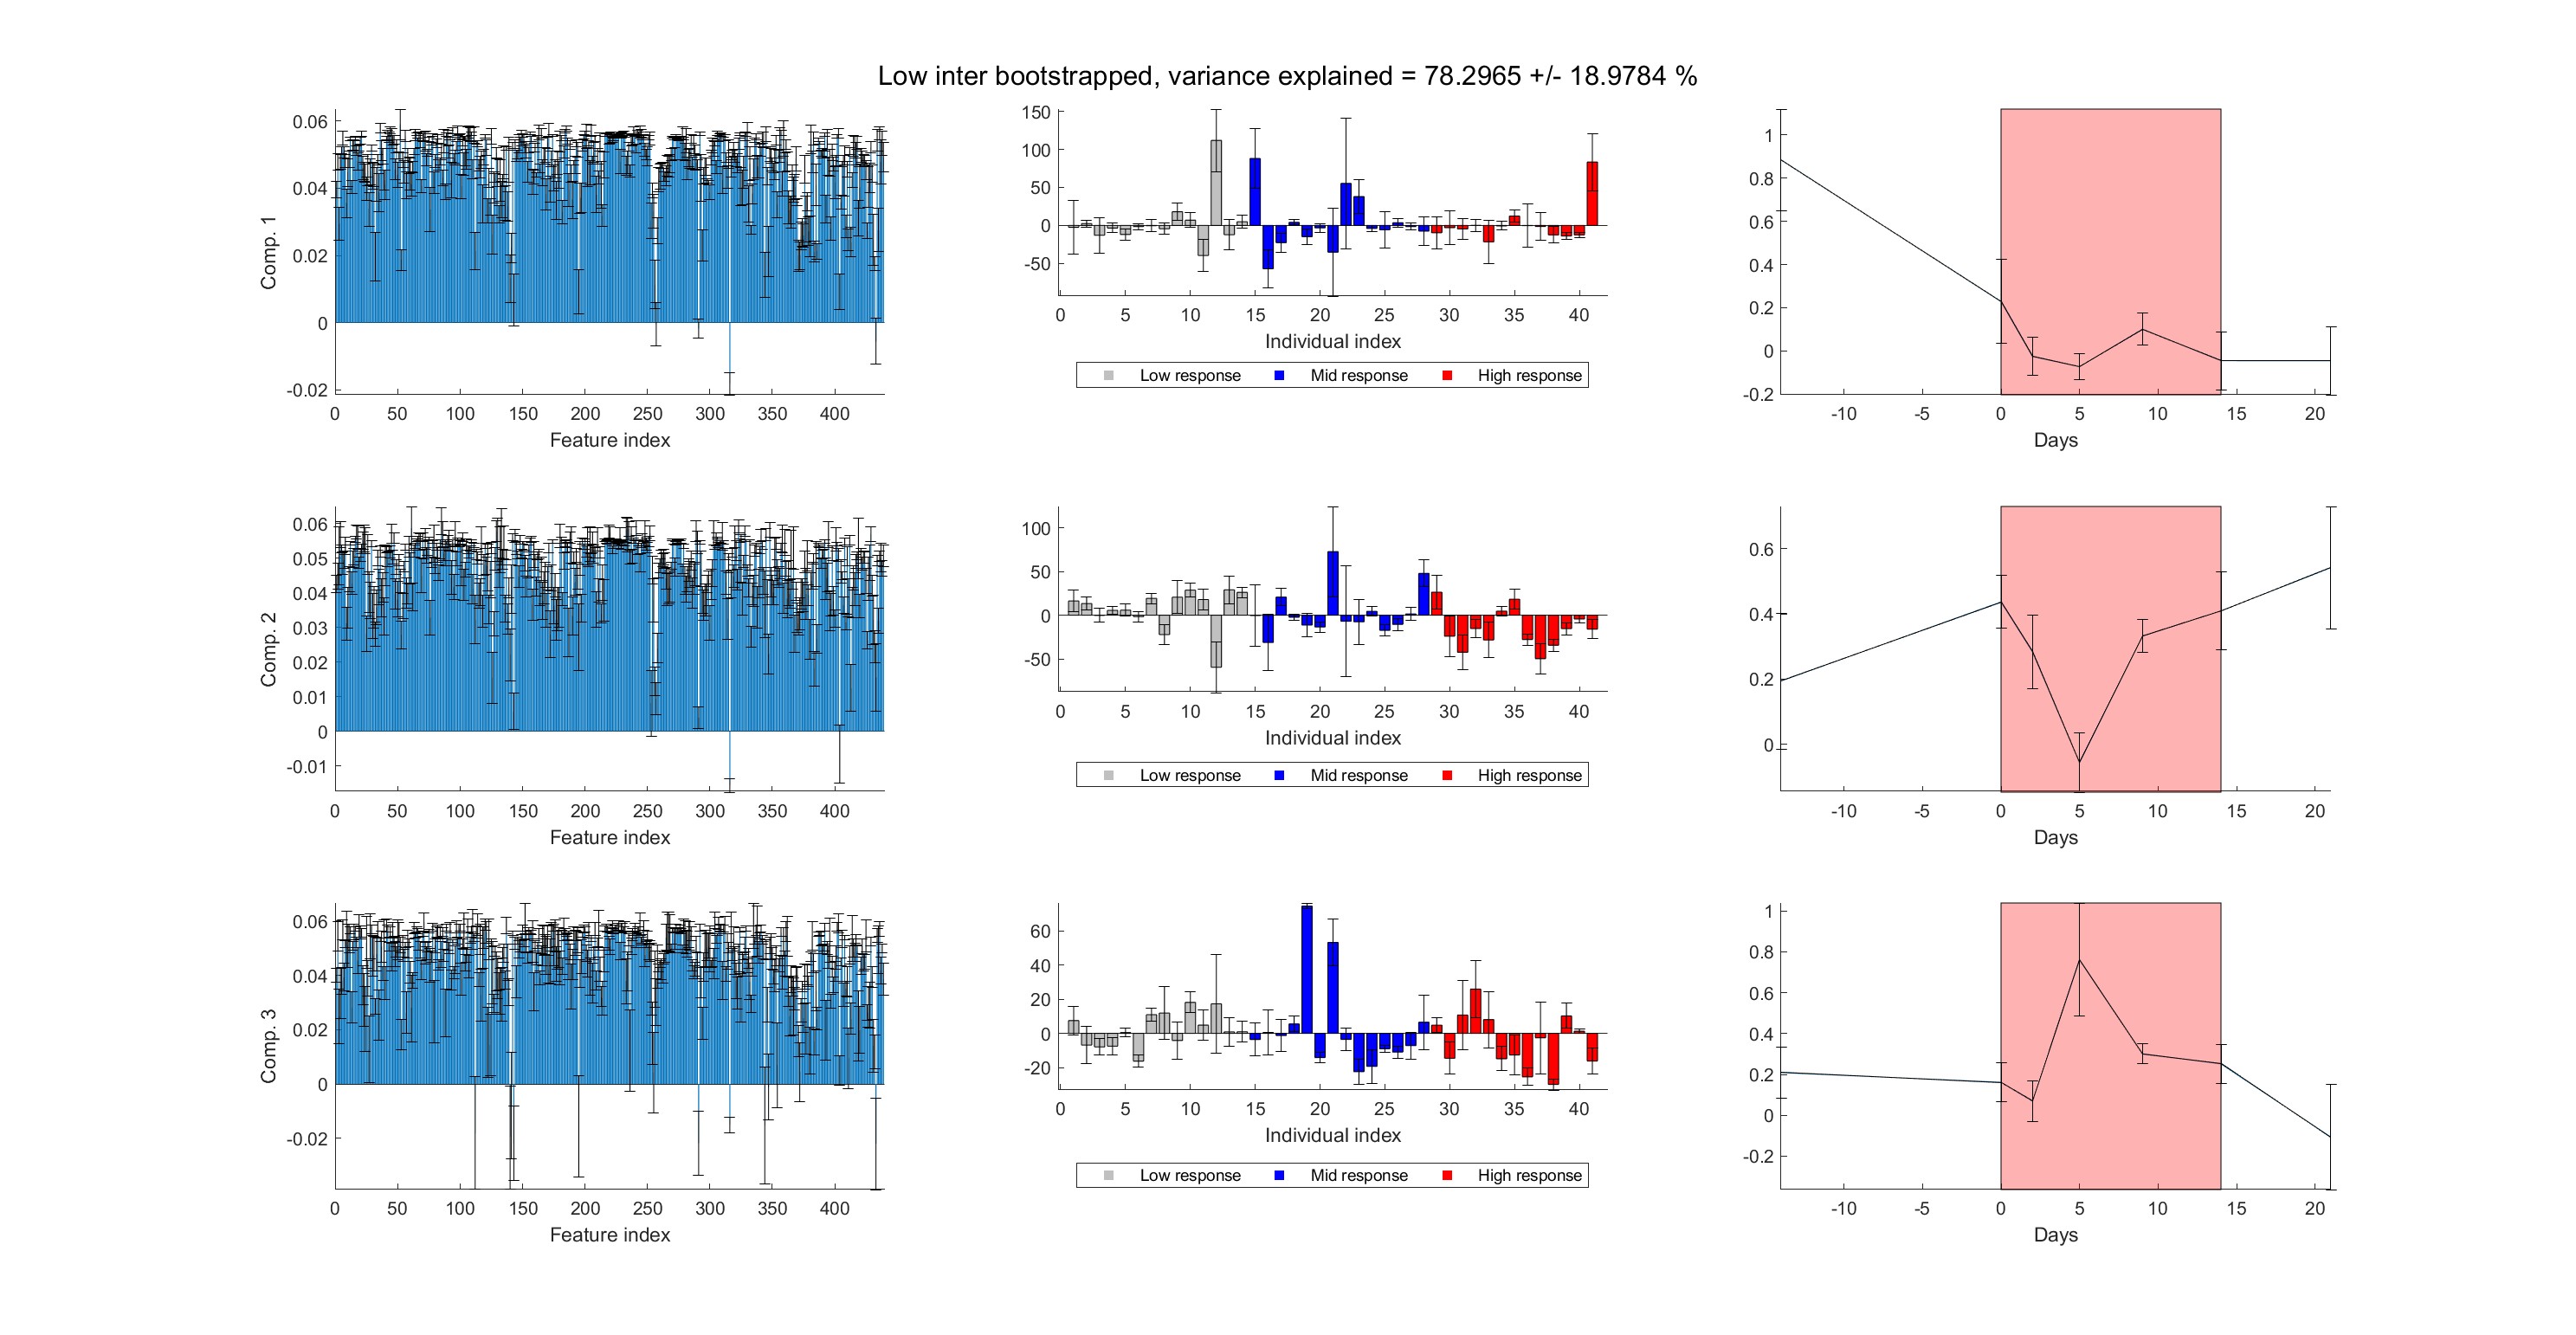 Low inter bootstrapped, variance explained = 78.2965 +/- 18.9784 %
Comp. 1
0.06
0.04
0.02
0
-0.02
0 50 100 150 200 250 300 350 400
Feature index
150
100
50
0
-50
0 5 10 15 20 25 30 35 40
Individual index
Low response Mid response High response
1
0.8
0.6
0.4
0.2
0
-0.2
-10 -5 0 5 10 15 20
Days
Comp. 2
0.06
0.05
0.04
0.03
0.02
0.01
0
-0.01
0 50 100 150 200 250 300 350 400
Feature index
100
50
0
-50
0 5 10 15 20 25 30 35 40
Individual index
Low response Mid response High response
0.6
0.4
0.2
0
-10 -5 0 5 10 15 20
Days
Comp. 3
0.06
0.04
0.02
0
-0.02
0 50 100 150 200 250 300 350 400
Feature index
60
40
20
0
-20
0 5 10 15 20 25 30 35 40
Individual index
Low response Mid response High response
1
0.8
0.6
0.4
0.2
0
-0.2
-10 -5 0 5 10 15 20
Days